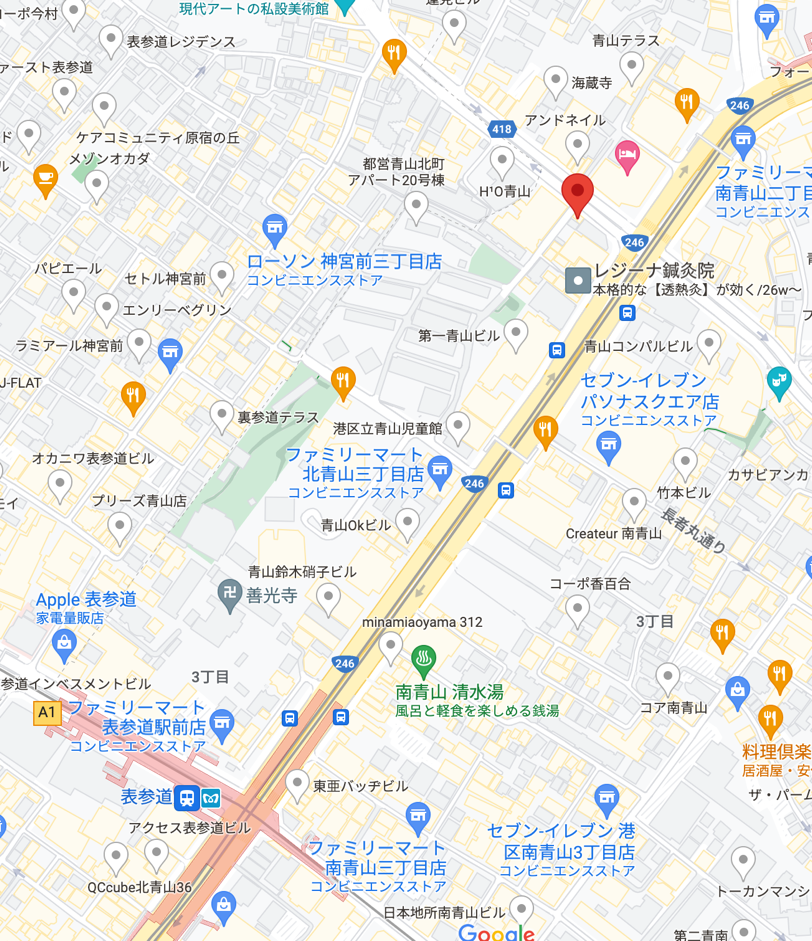 コーポ今村
現代アートの私設美術館
表参道レジデンス
青山テラス
ファースト表参道
海蔵寺
246
418
アンドネイル
ケアコミュニティ原宿の丘
メゾンオカダ
都営青山北町
アパート20号棟
H¹O青山
ファミリーマ
南青山二丁目
コンビニエンス
246
ローソン 神宮前三丁目店
コンビニエンスストア
レジーナ鍼灸院
本格的な【透熱灸】が効く/26w〜
パピエール
セトル神宮前
エンリーベグリン
第一青山ビル
青山コンパルビル
ラミアール神宮前
J-FLAT
セブン-イレブン
パソナスクエア店
コンビニエンスストア
裏参道テラス
港区立青山児童館
オカニワ表参道ビル
ファミリーマート
北青山三丁目店
コンビニエンスストア
246
カサビアンカ
竹本ビル
プリーズ青山店
青山Okビル
Createur 南青山
長者丸通り
青山鈴木硝子ビル
善光寺
コーポ香百合
Apple 表参道
家電量販店
minamiaoyama 312
3丁目
246
3丁目
参道インベスメントビル
南青山 清水湯
風呂と軽食を楽しめる銭湯
コア南青山
A1
ファミリーマート
表参道駅前店
コンビニエンスストア
料理倶楽
居酒屋・安
表参道
東亜バッヂビル
ザ・パーム
アクセス表参道ビル
ファミリーマート
南青山三丁目店
コンビニエンスストア
セブン-イレブン 港
区南青山3丁目店
コンビニエンスストア
QCcube北青山36
トーカンマンシ
日本地所南青山ビル
Google
第二青南